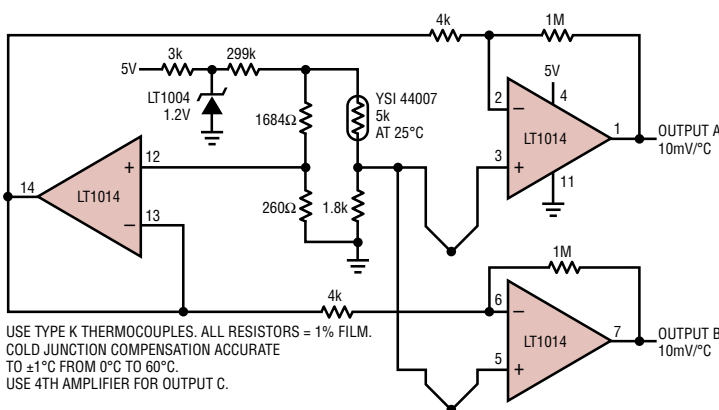 4k
1M
3k
299k
5V
5V
LT1004
1.2V
1684Ω
YSI 44007
5k
AT 25°C
2
4
–
LT1014
1
OUTPUT A
10mV/°C
3
+
11
12
+
14
LT1014
–
13
260Ω
1.8k
1M
4k
6
–
LT1014
7
OUTPUT B
10mV/°C
5
+
USE TYPE K THERMOCOUPLES. ALL RESISTORS = 1% FILM.
COLD JUNCTION COMPENSATION ACCURATE
TO ±1°C FROM 0°C TO 60°C.
USE 4TH AMPLIFIER FOR OUTPUT C.